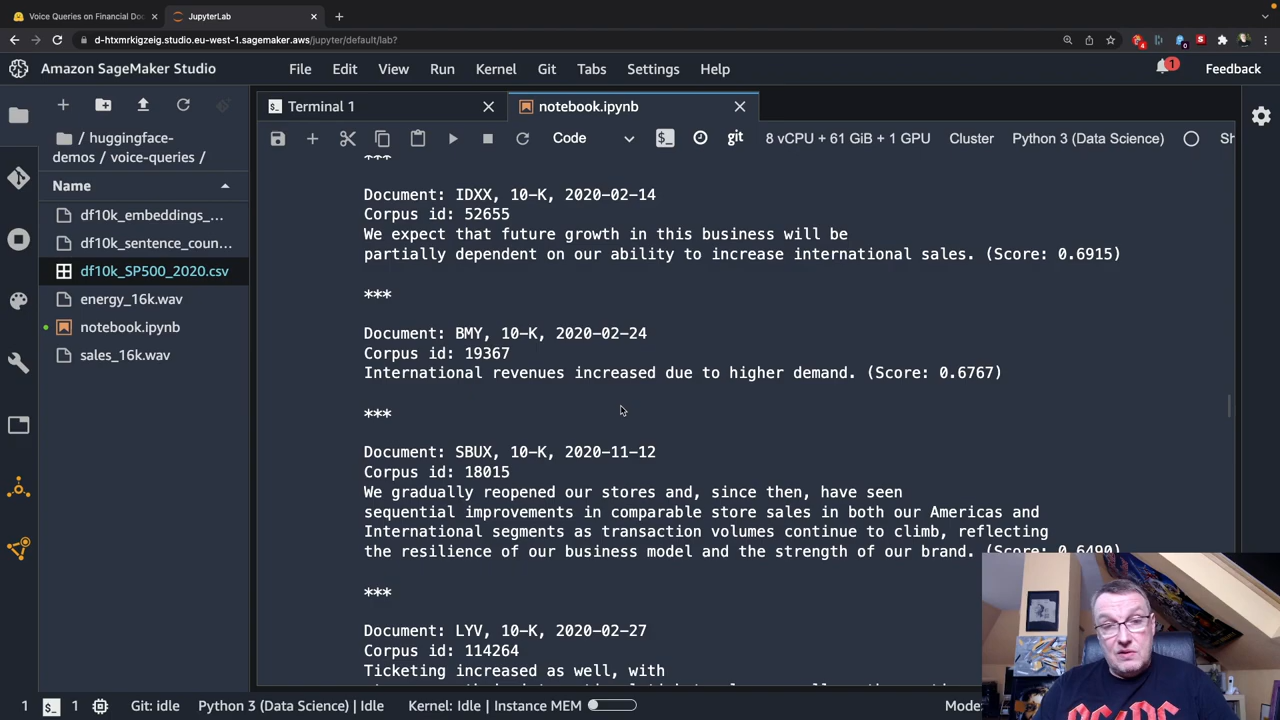 Voice Queries on Financial Do
JupyterLab
d-htxmrkigzeig.studio.eu-west-1.sagemaker.aws/jupyter/default/lab?
Amazon SageMaker Studio
File Edit View Run Kernel Git Tabs Settings Help
1
Feedback
Terminal 1
notebook.ipynb
Code
git
8 vCPU + 61 GiB + 1 GPU
Cluster
Python 3 (Data Science)
Sh
/ huggingface-
demos / voice-queries /
Name
df10k_embeddings_...
df10k_sentence_coun...
df10k_SP500_2020.csv
energy_16k.wav
notebook.ipynb
sales_16k.wav
***
Document: IDXX, 10-K, 2020-02-14
Corpus id: 52655
We expect that future growth in this business will be
partially dependent on our ability to increase international sales. (Score: 0.6915)
***
Document: BMY, 10-K, 2020-02-24
Corpus id: 19367
International revenues increased due to higher demand. (Score: 0.6767)
***
Document: SBUX, 10-K, 2020-11-12
Corpus id: 18015
We gradually reopened our stores and, since then, have seen
sequential improvements in comparable store sales in both our Americas and
International segments as transaction volumes continue to climb, reflecting
the resilience of our business model and the strength of our brand. (Score: 0.6490)
***
Document: LYV, 10-K, 2020-02-27
Corpus id: 114264
Ticketing increased as well, with
1
1
Git: idle
Python 3 (Data Science) | Idle
Kernel: Idle | Instance MEM
Mode: